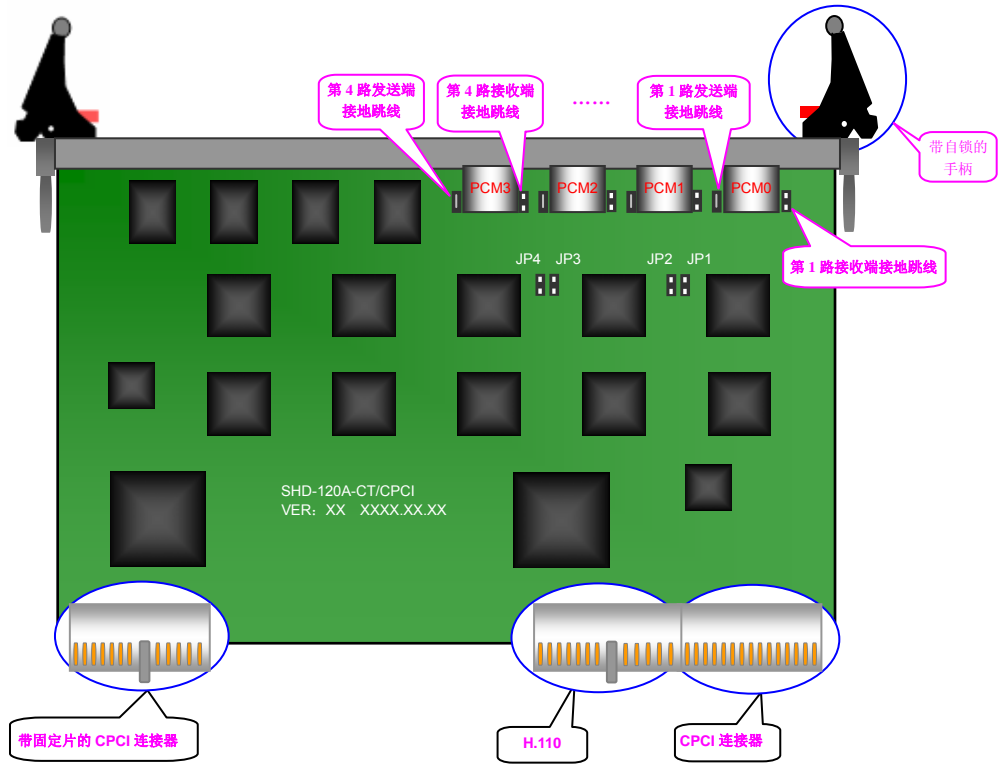 第 4 路发送端
接地跳线
第 4 路接收端
接地跳线
……
第 1 路发送端
接地跳线
带自锁的
手柄
PCM3
PCM2
PCM1
PCM0
第 1 路接收端接地跳线
JP4 JP3
JP2 JP1
SHD-120A-CT/CPCI
VER：XX XXXX.XX.XX
带固定片的 CPCI 连接器
H.110
CPCI 连接器